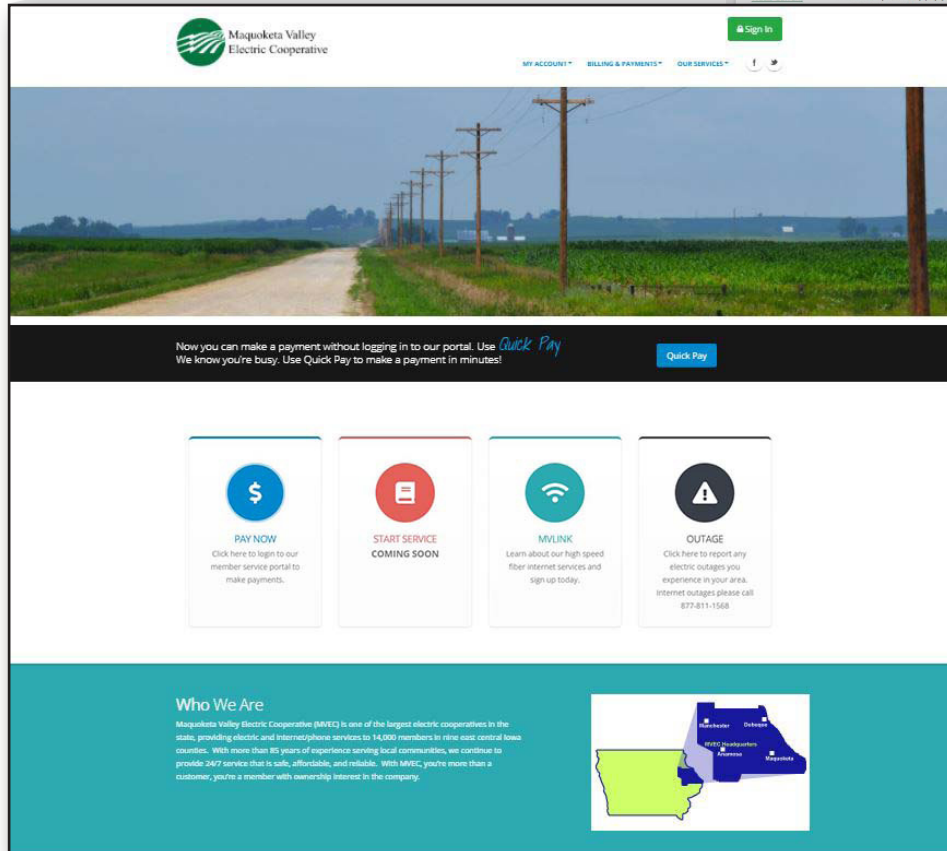 Maquoketa Valley
Electric Cooperative
Sign In
MY ACCOUNT
BILLING & PAYMENTS
OUR SERVICES
f
Now you can make a payment without logging in to our portal. Use Quick Pay
We know you're busy. Use Quick Pay to make a payment in minutes!
Quick Pay
$
PAY NOW
Click here to login to our
member service portal to
make payments.
START SERVICE
COMING SOON
MVLINK
Learn about our high speed
fiber internet services and
sign up today.
OUTAGE
Click here to report any
electric outages you
experience in your area.
Internet outages please call
877-811-1568
Who We Are
Maquoketa Valley Electric Cooperative (MVEC) is one of the largest electric cooperatives in the
state, providing electric and internet/phone services to 14,000 members in nine east central Iowa
counties. With more than 85 years of experience serving local communities, we continue to
provide 24/7 service that is safe, affordable, and reliable. With MVEC, you're more than a
customer, you're a member with ownership interest in the company.
Manchester
Dubuque
MVEC Headquarters
Anamosa
Maquoketa